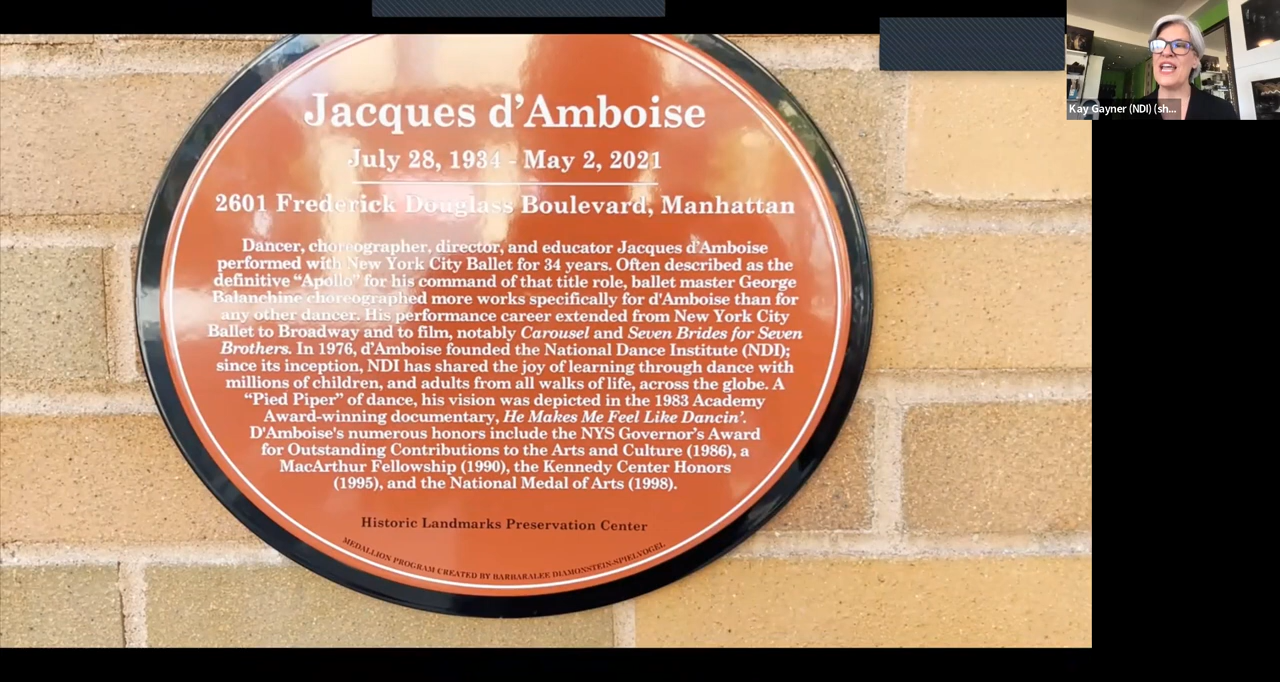 Jacques d'Amboise
July 28, 1934 - May 2, 2021
2601 Frederick Douglass Boulevard, Manhattan
Dancer, choreographer, director, and educator Jacques d'Amboise
performed with New York City Ballet for 34 years. Often described as the
definitive “Apollo” for his command of that title role, ballet master George
Balanchine choreographed more works specifically for d'Amboise than for
any other dancer. His performance career extended from New York City
Ballet to Broadway and to film, notably Carousel and Seven Brides for Seven
Brothers. In 1976, d'Amboise founded the National Dance Institute (NDI);
since its inception, NDI has shared the joy of learning through dance with
millions of children, and adults from all walks of life, across the globe. A
“Pied Piper” of dance, his vision was depicted in the 1983 Academy
Award-winning documentary, He Makes Me Feel Like Dancin'.
D'Amboise's numerous honors include the NYS Governor's Award
for Outstanding Contributions to the Arts and Culture (1986), a
MacArthur Fellowship (1990), the Kennedy Center Honors
(1995), and the National Medal of Arts (1998).
Historic Landmarks Preservation Center
MEDALLION PROGRAM CREATED BY BARBARALEE DIAMONSTEIN-SPIELVOGEL
Kay Gayner (NDI) (sh...